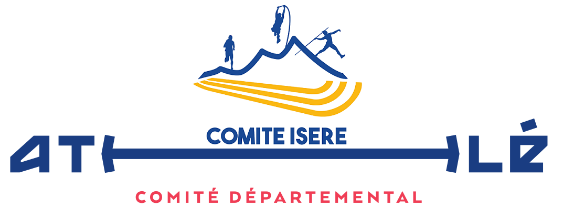 COMITE ISERE
ATHLÉ
COMITÉ DÉPARTEMENTAL